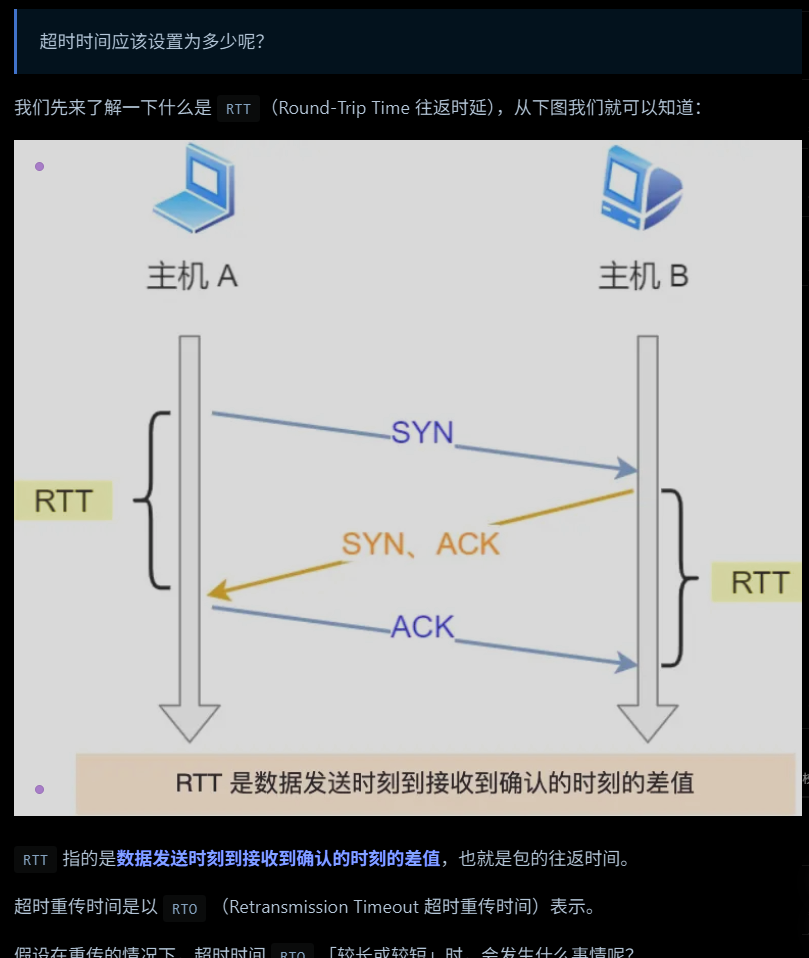 超时时间应该设置为多少呢？
我们先来了解一下什么是 RTT（Round-Trip Time 往返时延），从下图我们就可以知道：
主机 A
主机 B
SYN
RTT
SYN、ACK
RTT
ACK
RTT 是数据发送时刻到接收到确认的时刻的差值
RTT 指的是数据发送时刻到接收到确认的时刻的差值，也就是包的往返时间。
超时重传时间是以 RTO （Retransmission Timeout 超时重传时间）表示。
假设在重传的情况下，超时时间 RTO 「较长或较短」时，会发生什么事情呢？